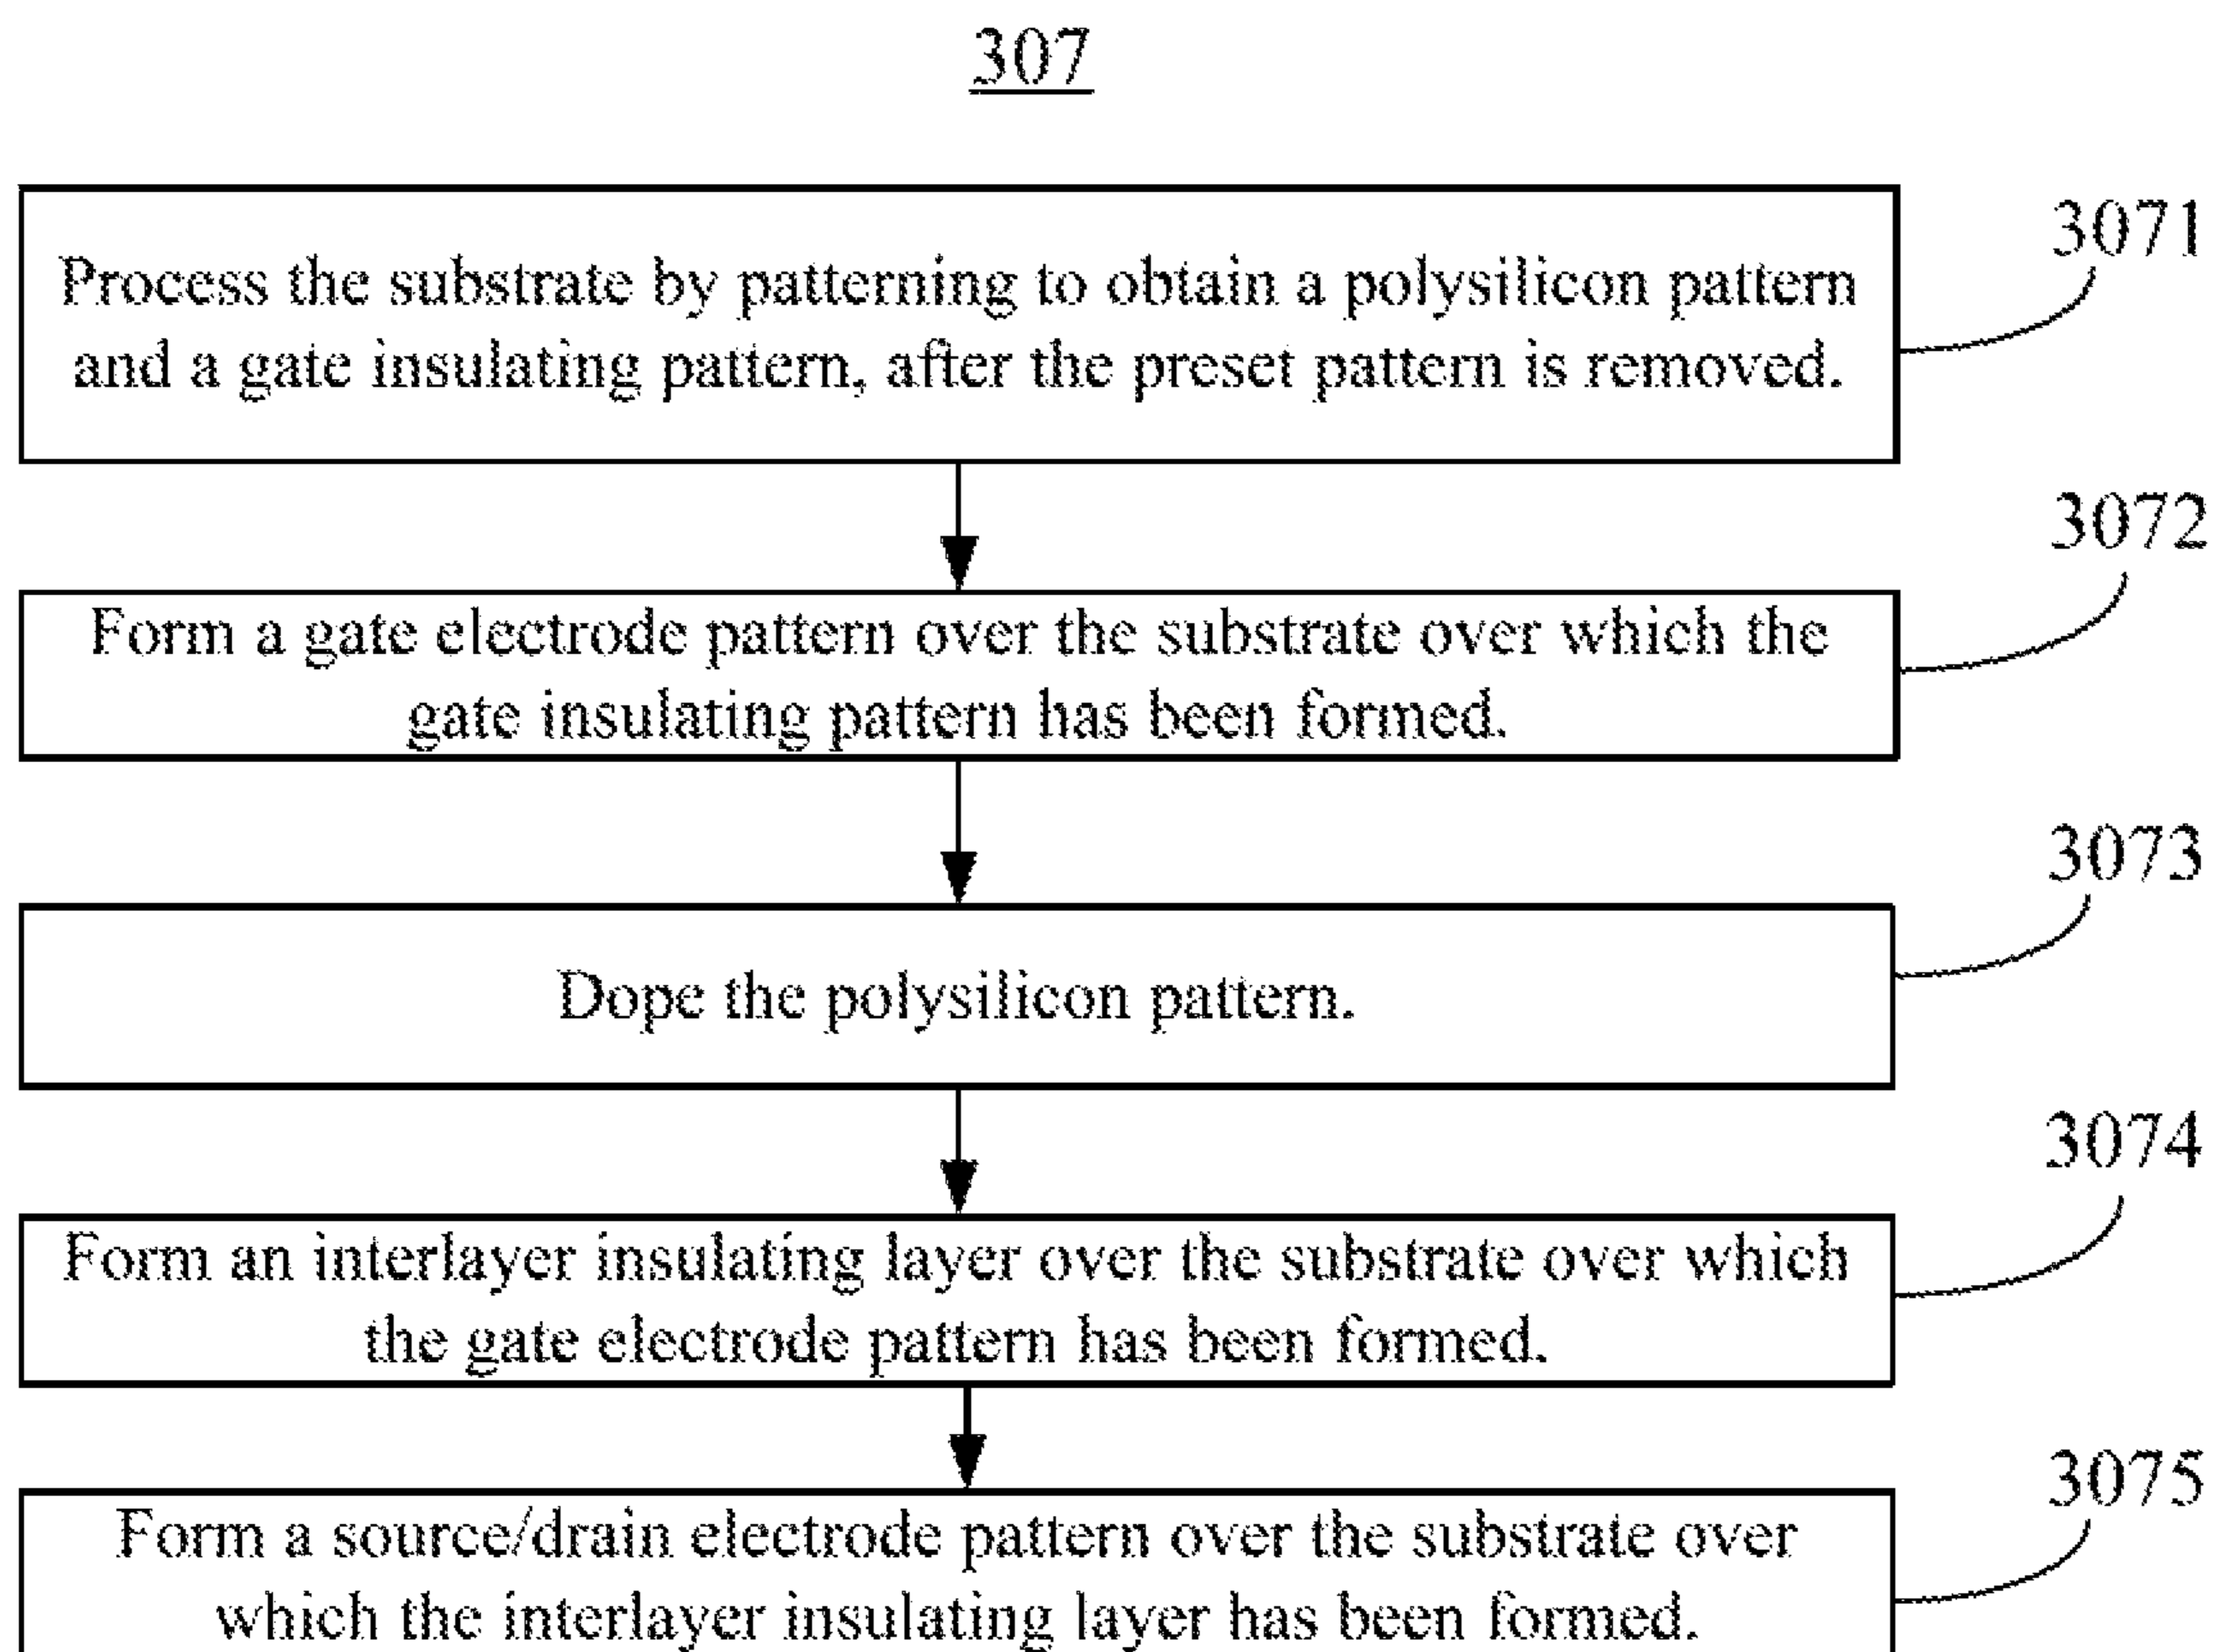 307
3071
Process the substrate by patterning to obtain a polysilicon pattern
and a gate insulating pattern, after the preset pattern is removed.
3072
Form a gate electrode pattern over the substrate over which the
gate insulating pattern has been formed.
3073
Dope the polysilicon pattern.
3074
Form an interlayer insulating layer over the substrate over which
the gate electrode pattern has been formed.
3075
Form a source/drain electrode pattern over the substrate over
which the interlayer insulating layer has been formed.